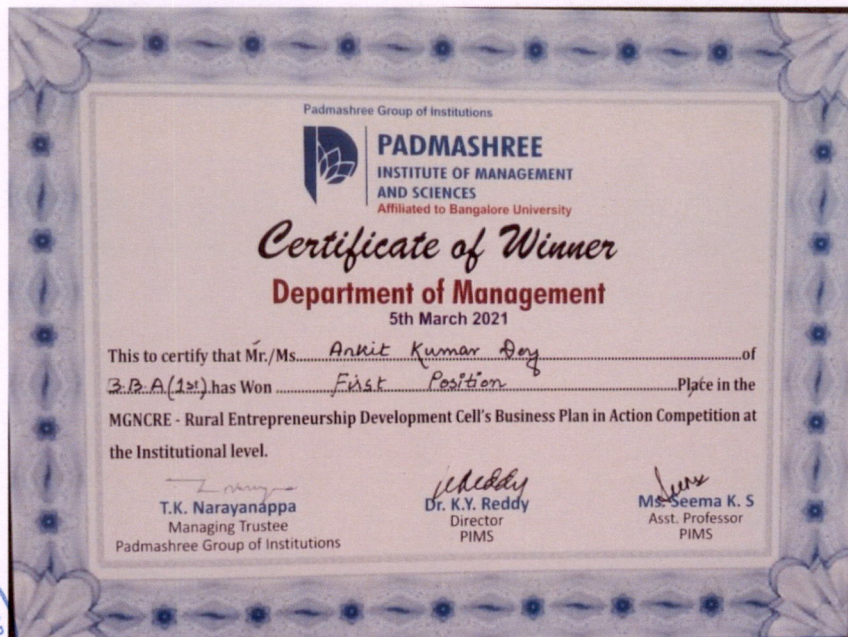 Padmashree Group of Institutions
PADMASHREE
INSTITUTE OF MANAGEMENT
AND SCIENCES
Affiliated to Bangalore University
Certificate of Winner
Department of Management
5th March 2021
This to certify that Mr./Ms.....Ankit Kumar Dey.....of
B.B.A(1st).has Won .....First Position.....Place in the
MGNCRE - Rural Entrepreneurship Development Cell's Business Plan in Action Competition at
the Institutional level.
T.K. Narayanappa
Managing Trustee
Padmashree Group of Institutions
Dr. K.Y. Reddy
Director
PIMS
Ms. Seema K. S
Asst. Professor
PIMS